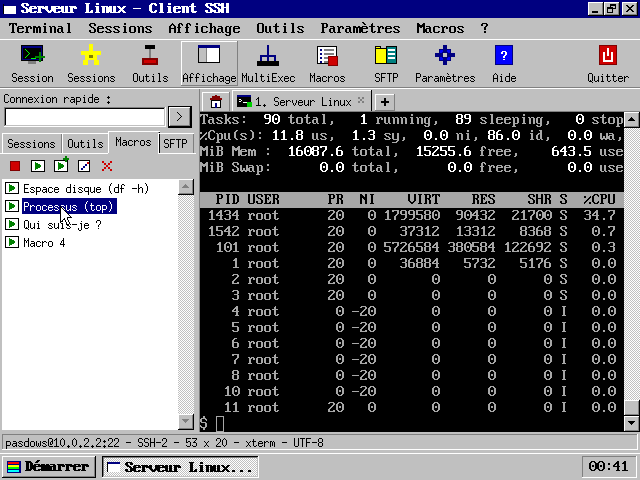 Serveur Linux - Client SSH
Terminal Sessions Affichage Outils Paramètres Macros ?
Session Sessions Outils Affichage MultiExec Macros SFTP Paramètres Aide Quitter
Connexion rapide :
>
Sessions Outils Macros SFTP
1. Serveur Linux × +
Espace disque (df -h)
Processus (top)
Qui suis-je ?
Macro 4
Tasks: 90 total, 1 running, 89 sleeping, 0 stop
%Cpu(s): 11.8 us, 1.3 sy, 0.0 ni, 86.0 id, 0.0 wa,
MiB Mem : 16087.6 total, 15255.6 free, 643.5 use
MiB Swap: 0.0 total, 0.0 free, 0.0 use
PID USER PR NI VIRT RES SHR S %CPU
1434 root 20 0 1799580 90432 21700 S 34.7
1542 root 20 0 37312 13312 8368 S 0.7
101 root 20 0 5726584 380584 122692 S 0.3
1 root 20 0 36884 5732 5176 S 0.0
2 root 20 0 0 0 0 S 0.0
3 root 20 0 0 0 0 S 0.0
4 root 0 -20 0 0 0 I 0.0
5 root 0 -20 0 0 0 I 0.0
6 root 0 -20 0 0 0 I 0.0
7 root 0 -20 0 0 0 I 0.0
8 root 0 -20 0 0 0 I 0.0
10 root 0 -20 0 0 0 I 0.0
11 root 20 0 0 0 0 I 0.0
$
pasdows@10.0.2.2:22 - SSH-2 - 53 x 20 - xterm - UTF-8
Démarrer Serveur Linux... 00:41